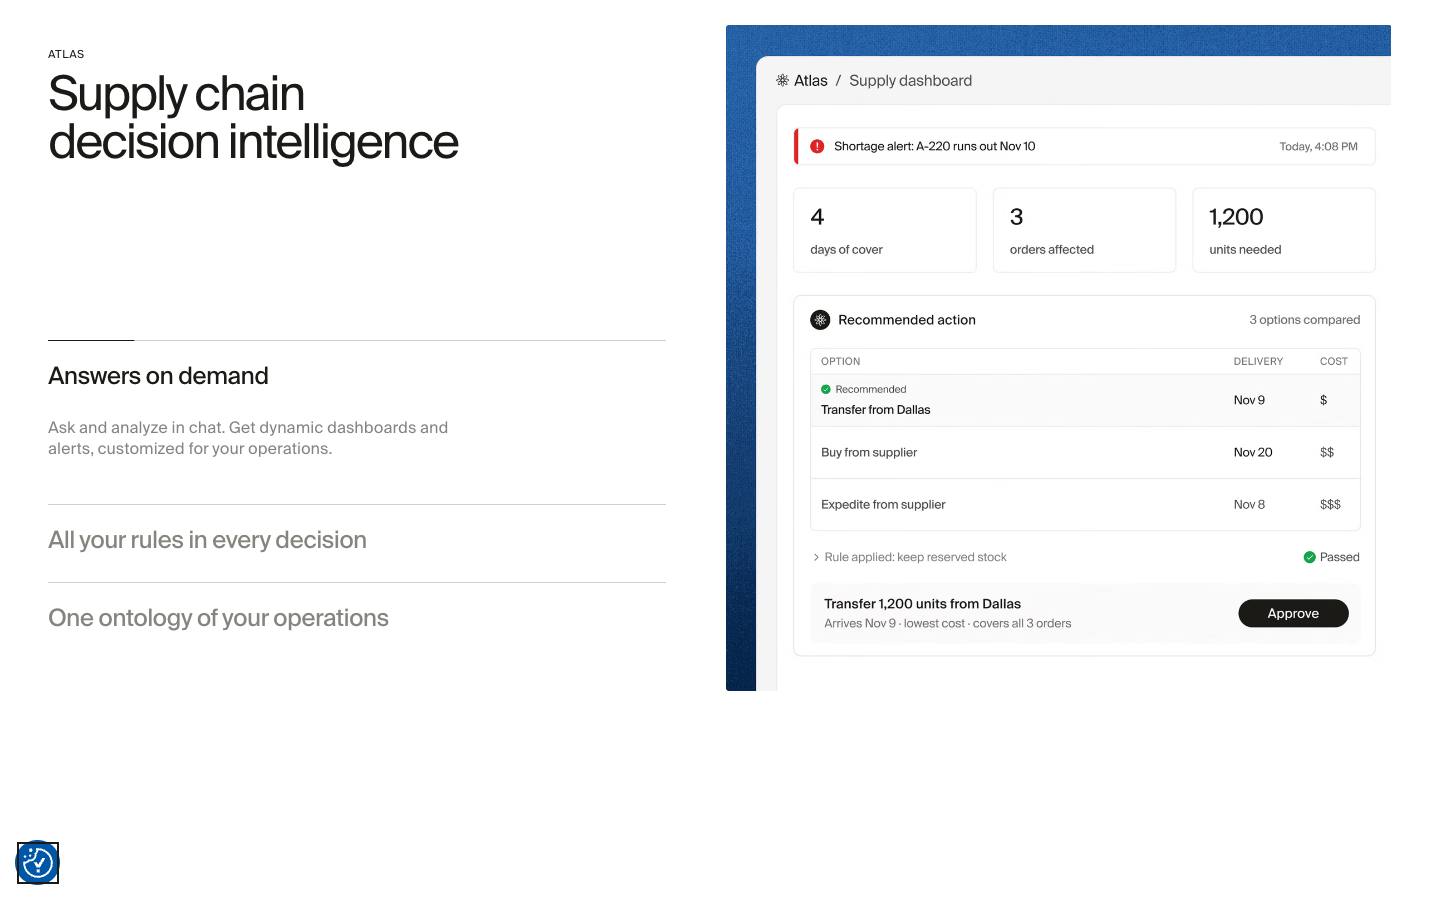 ATLAS
Supply chain
decision intelligence
Answers on demand
Ask and analyze in chat. Get dynamic dashboards and
alerts, customized for your operations.
All your rules in every decision
One ontology of your operations
Atlas / Supply dashboard
Shortage alert: A-220 runs out Nov 10 Today, 4:08 PM
4 3 1,200
days of cover orders affected units needed
Recommended action 3 options compared
OPTION DELIVERY COST
Recommended
Transfer from Dallas Nov 9 $
Buy from supplier Nov 20 $$
Expedite from supplier Nov 8 $$$
Rule applied: keep reserved stock Passed
Transfer 1,200 units from Dallas
Arrives Nov 9 · lowest cost · covers all 3 orders
Approve